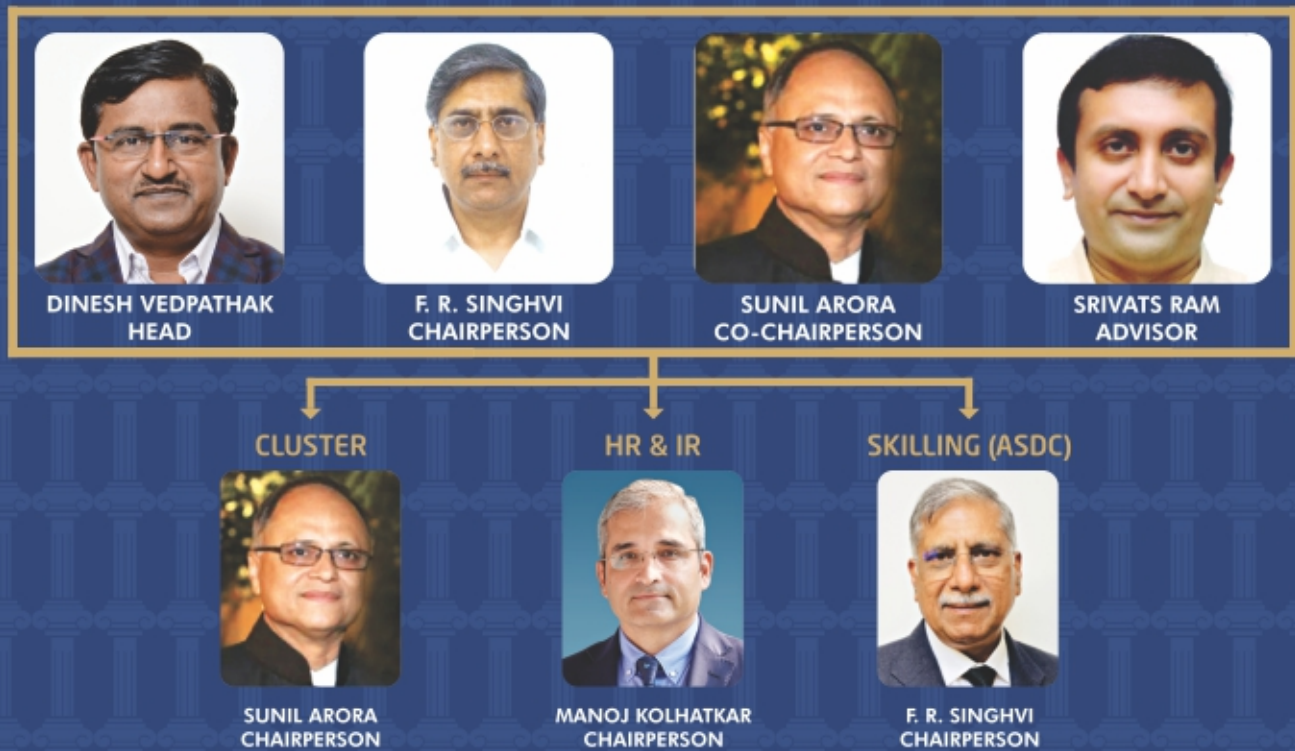 DINESH VEDPATHAK
HEAD
F. R. SINGHVI
CHAIRPERSON
SUNIL ARORA
CO-CHAIRPERSON
SRIVATS RAM
ADVISOR
CLUSTER
HR & IR
SKILLING (ASDC)
SUNIL ARORA
CHAIRPERSON
MANOJ KOLHATKAR
CHAIRPERSON
F. R. SINGHVI
CHAIRPERSON